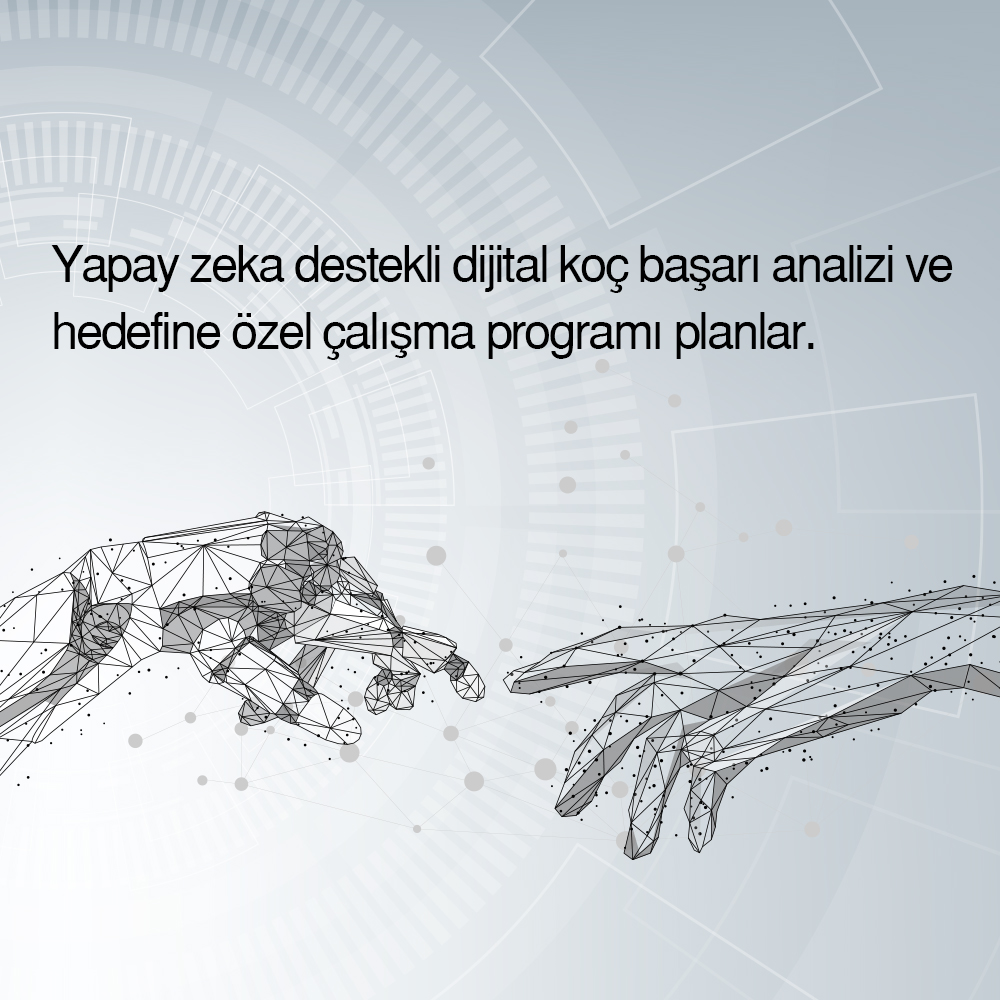 Yapay zeka destekli dijital koç başarı analizi ve
hedefine özel çalışma programı planlar.